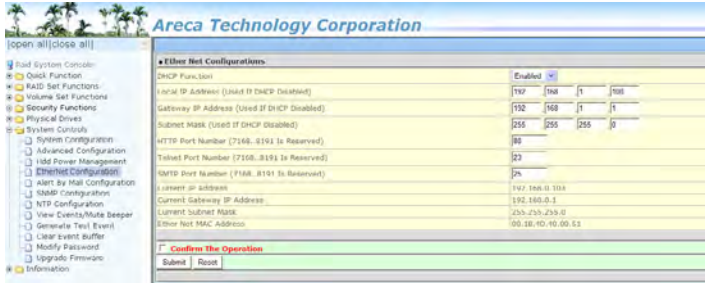 Areca Technology Corporation
|open all|close all|
Raid System Console
Quick Function
RAID Set Functions
Volume Set Functions
Security Functions
Physical Drives
System Controls
System Configuration
Advanced Configuration
Hdd Power Management
EtherNet Configuration
Alert By Mail Configuration
SNMP Configuration
NTP Configuration
View Events/Mute Beeper
Generate Test Event
Clear Event Buffer
Modify Password
Upgrade Firmware
Information
• Ether Net Configurations
DHCP Function Enabled
Local IP Address (Used If DHCP Disabled) 192 .168 .1 .100
Gateway IP Address (Used If DHCP Disabled) 192 .168 .1 .1
Subnet Mask (Used If DHCP Disabled) 255 .255 .255 .0
HTTP Port Number (7168..8191 Is Reserved) 80
Telnet Port Number (7168..8191 Is Reserved) 23
SMTP Port Number (7168..8191 Is Reserved) 25
Current IP Address 192.168.0.103
Current Gateway IP Address 192.168.0.1
Current Subnet Mask 255.255.255.0
Ether Net MAC Address
Confirm The Operation
Submit Reset